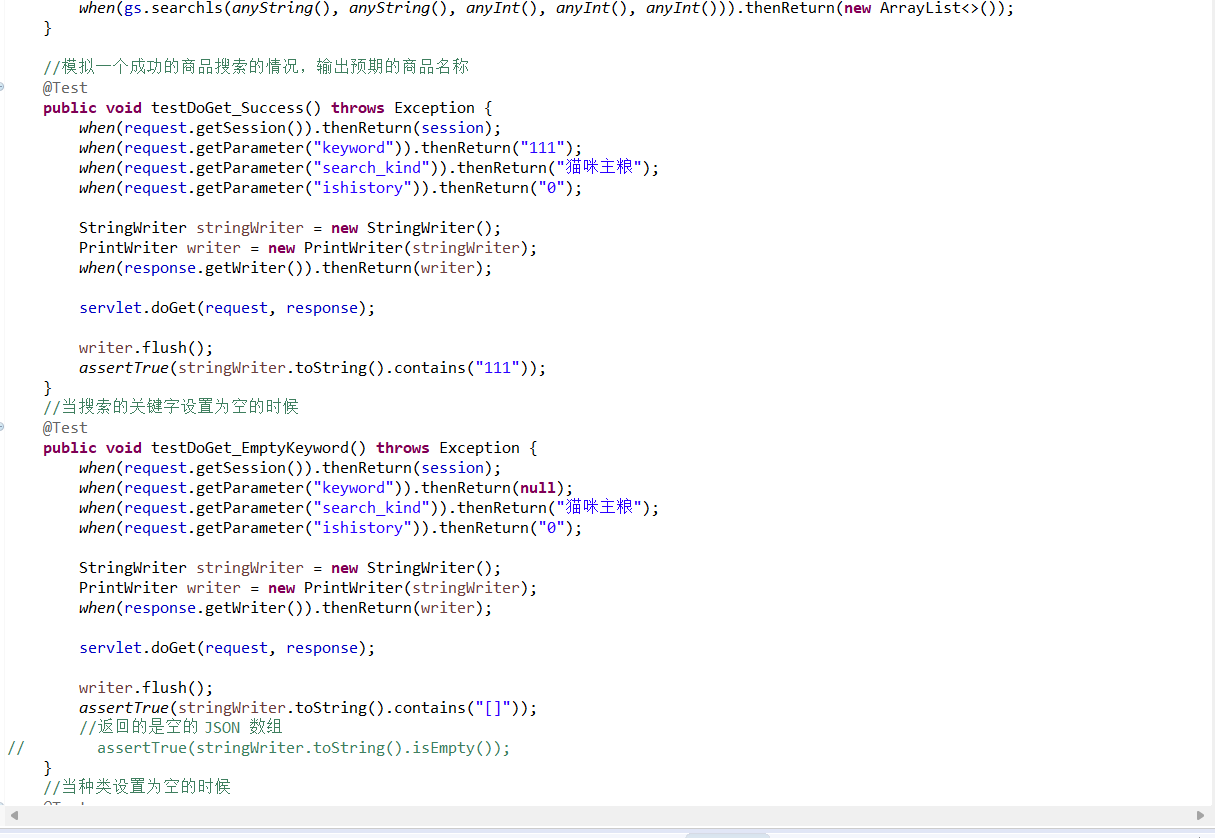 when(gs.searchls(anyString(), anyString(), anyInt(), anyInt(), anyInt())).thenReturn(new ArrayList<>());
}
//模拟一个成功的商品搜索的情况，输出预期的商品名称
@Test
public void testDoGet_Success() throws Exception {
when(request.getSession()).thenReturn(session);
when(request.getParameter("keyword")).thenReturn("111");
when(request.getParameter("search_kind")).thenReturn("猫咪主粮");
when(request.getParameter("ishistory")).thenReturn("0");
StringWriter stringWriter = new StringWriter();
PrintWriter writer = new PrintWriter(stringWriter);
when(response.getWriter()).thenReturn(writer);
servlet.doGet(request, response);
writer.flush();
assertTrue(stringWriter.toString().contains("111"));
}
//当搜索的关键字设置为空的时候
@Test
public void testDoGet_EmptyKeyword() throws Exception {
when(request.getSession()).thenReturn(session);
when(request.getParameter("keyword")).thenReturn(null);
when(request.getParameter("search_kind")).thenReturn("猫咪主粮");
when(request.getParameter("ishistory")).thenReturn("0");
StringWriter stringWriter = new StringWriter();
PrintWriter writer = new PrintWriter(stringWriter);
when(response.getWriter()).thenReturn(writer);
servlet.doGet(request, response);
writer.flush();
assertTrue(stringWriter.toString().contains("[]"));
//返回的是空的 JSON 数组
// assertTrue(stringWriter.toString().isEmpty());
}
//当种类设置为空的时候